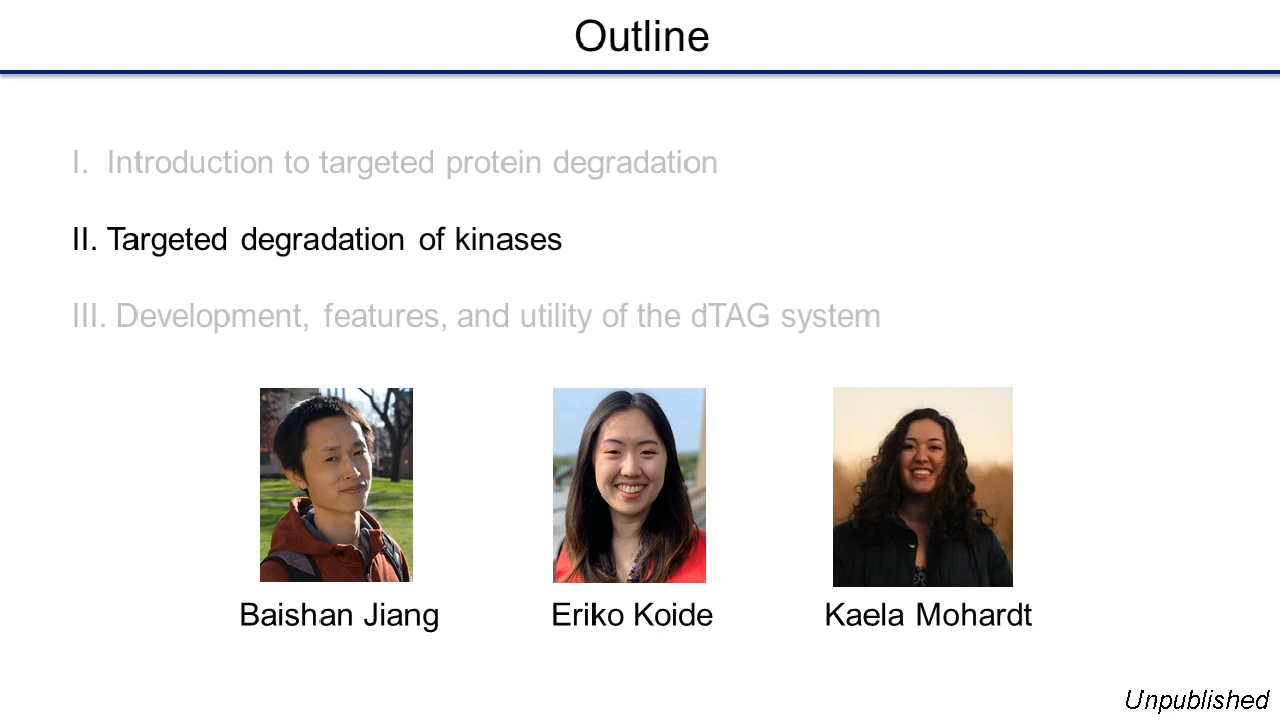 Outline
I. Introduction to targeted protein degradation
II. Targeted degradation of kinases
III. Development, features, and utility of the dTAG system
Baishan Jiang
Eriko Koide
Kaela Mohardt
Unpublished